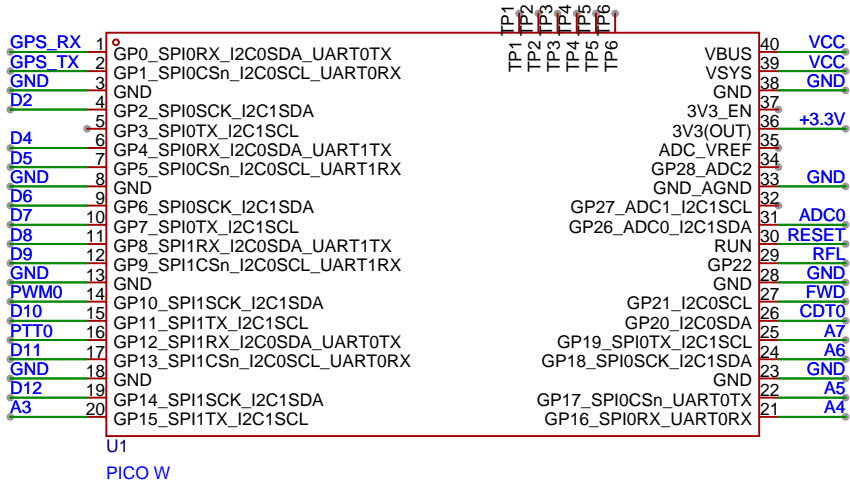 TP1 TP2 TP3 TP4 TP5 TP6
TP1 TP2 TP3 TP4 TP5 TP6
GPS_RX 1 GP0_SPI0RX_I2C0SDA_UART0TX VBUS 40 VCC
GPS_TX 2 GP1_SPI0CSn_I2C0SCL_UART0RX VSYS 39 VCC
GND 3 GND GND 38 GND
D2 4 GP2_SPI0SCK_I2C1SDA 3V3_EN 37
5 GP3_SPI0TX_I2C1SCL 3V3(OUT) 36 +3.3V
D4 6 GP4_SPI0RX_I2C0SDA_UART1TX ADC_VREF 35
D5 7 GP5_SPI0CSn_I2C0SCL_UART1RX GP28_ADC2 34
GND 8 GND GND_AGND 33 GND
D6 9 GP6_SPI0SCK_I2C1SDA GP27_ADC1_I2C1SCL 32
D7 10 GP7_SPI0TX_I2C1SCL GP26_ADC0_I2C1SDA 31 ADC0
D8 11 GP8_SPI1RX_I2C0SDA_UART1TX RUN 30 RESET
D9 12 GP9_SPI1CSn_I2C0SCL_UART1RX GP22 29 RFL
GND 13 GND GND 28 GND
PWM0 14 GP10_SPI1SCK_I2C1SDA GP21_I2C0SCL 27 FWD
D10 15 GP11_SPI1TX_I2C1SCL GP20_I2C0SDA 26 CDT0
PTT0 16 GP12_SPI1RX_I2C0SDA_UART0TX GP19_SPI0TX_I2C1SCL 25 A7
D11 17 GP13_SPI1CSn_I2C0SCL_UART0RX GP18_SPI0SCK_I2C1SDA 24 A6
GND 18 GND GND 23 GND
D12 19 GP14_SPI1SCK_I2C1SDA GP17_SPI0CSn_UART0TX 22 A5
A3 20 GP15_SPI1TX_I2C1SCL GP16_SPI0RX_UART0RX 21 A4
U1
PICO W